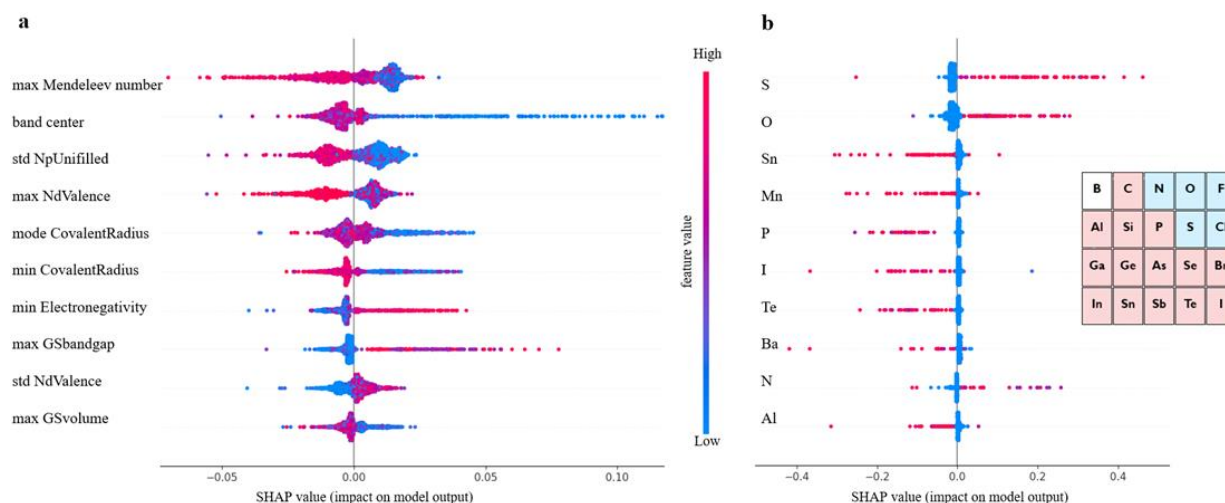 a
max Mendeleev number
band center
std NpUnifilled
max NdValence
mode CovalentRadius
min CovalentRadius
min Electronegativity
max GSbandgap
std NdValence
max GSvolume
−0.05 0.00 0.05 0.10
SHAP value (impact on model output)
High
feature value
Low
b
S
O
Sn
Mn
P
I
Te
Ba
N
Al
−0.4 −0.2 0.0 0.2 0.4
SHAP value (impact on model output)
B C N O F
Al Si P S
Ga Ge As Se
In Sn Sb Te I